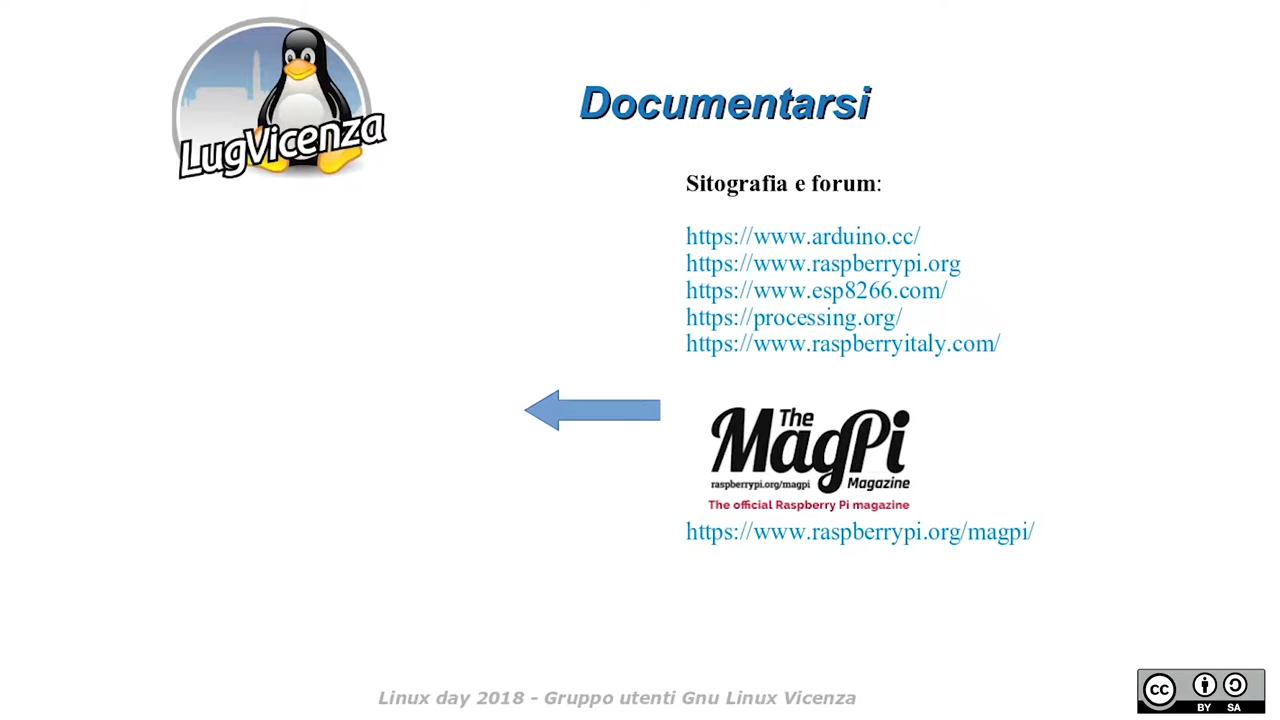 LugVicenza
Documentarsi
Sitografia e forum:
https://www.arduino.cc/
https://www.raspberrypi.org
https://www.esp8266.com/
https://processing.org/
https://www.raspberryitaly.com/
The
MagPi
raspberrypi.org/magpi Magazine
The official Raspberry Pi magazine
https://www.raspberrypi.org/magpi/
Linux day 2018 - Gruppo utenti Gnu Linux Vicenza
cc
BY SA